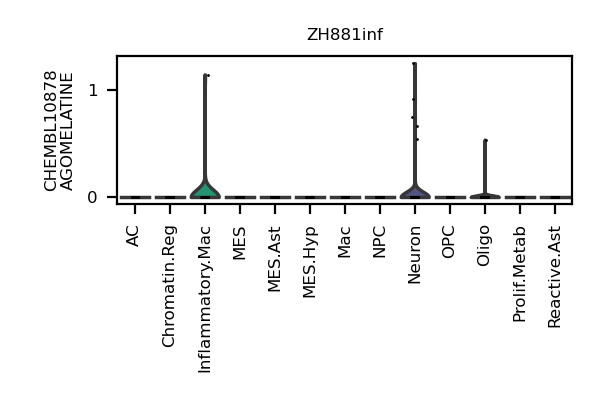 ZH881inf
CHEMBL10878
AGOMELATINE
1
0
AC
Chromatin.Reg
Inflammatory.Mac
MES
MES.Ast
MES.Hyp
Mac
NPC
Neuron
OPC
Oligo
Prolif.Metab
Reactive.Ast